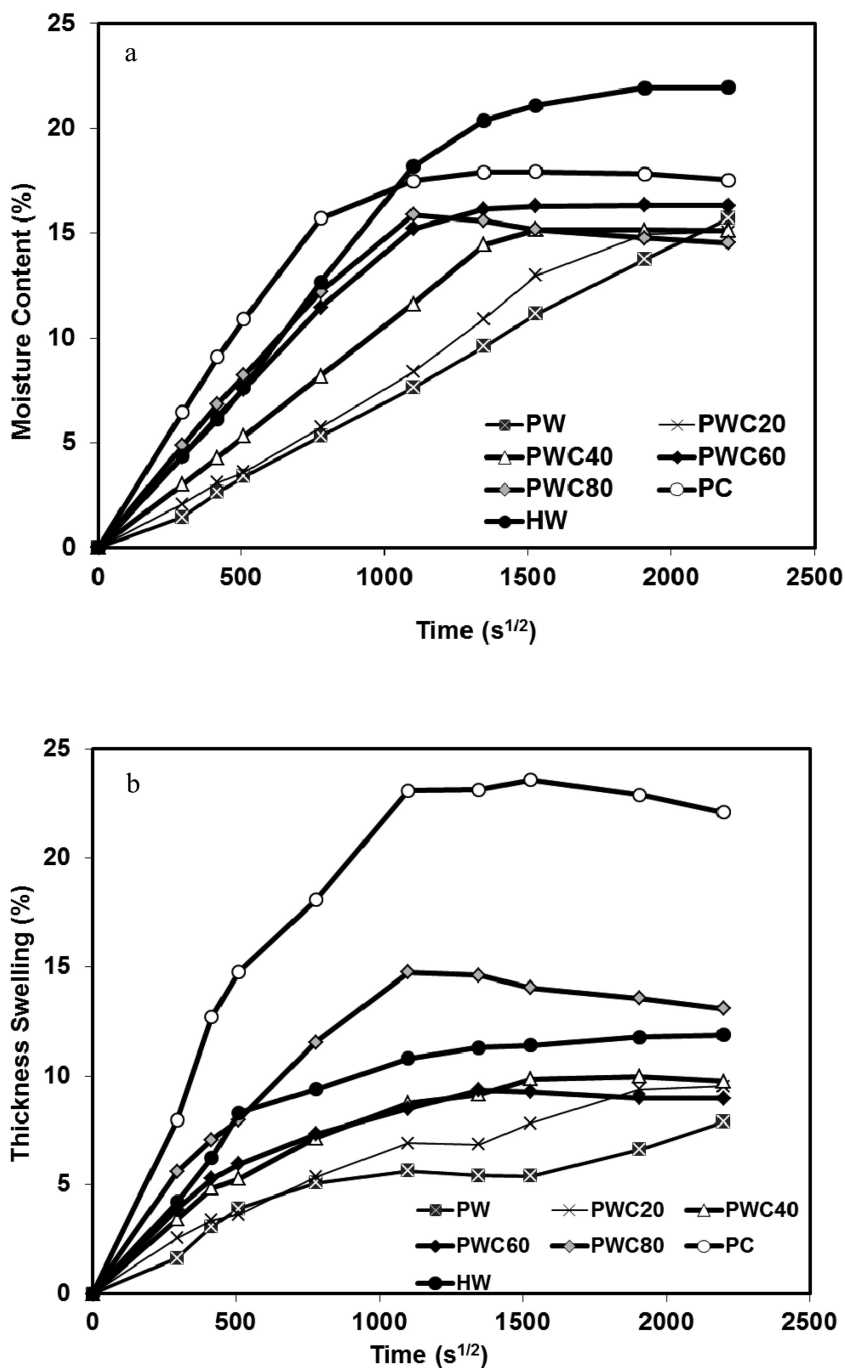 25
a
20
15
10
5
0
Moisture Content (%)
PW PWC20
PWC40 PWC60
PWC80 PC
HW
0 500 1000 1500 2000 2500
Time (s1/2)
25
b
20
15
10
5
0
Thickness Swelling (%)
PW PWC20 PWC40
PWC60 PWC80 PC
HW
0 500 1000 1500 2000 2500
Time (s1/2)